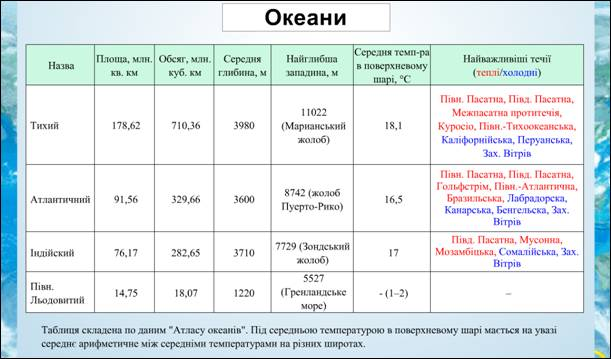 Океани
Назва
Площа, млн. кв. км
Обсяг, млн. куб. км
Середня глибина, м
Найглибша западина, м
Середня темп-ра в поверхневому шарі, °С
Найважливіші течії (теплі/холодні)
Тихий
178,62
710,36
3980
11022 (Марианський жолоб)
18,1
Півн. Пасатна, Півд. Пасатна,
Межпасатна протитечія,
Куросіо, Півн.-Тихоокеанська,
Каліфорнійська, Перуанська,
Зах. Вітрів
Атлантичний
91,56
329,66
3600
8742 (жолоб Пуерто-Рико)
16,5
Півн. Пасатна, Півд. Пасатна,
Гольфстрім, Півн.-Атлантична,
Бразильська, Лабрадорска,
Канарська, Бенгельска, Зах.
Вітрів
Індійский
76,17
282,65
3710
7729 (Зондський жолоб)
17
Півд. Пасатна, Мусонна,
Мозамбіцька, Сомалійська, Зах.
Вітрів
Півн. Льодовитий
14,75
18,07
1220
5527 (Гренландське море)
- (1–2)
–
Таблиця складена по даним "Атласу океанів". Під середньою температурою в поверхневому шарі мається на увазі
середнє арифметичне між середніми температурами на різних широтах.